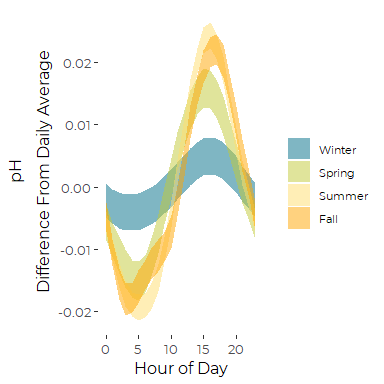 pH
Difference From Daily Average
0.02
0.01
0.00
-0.01
-0.02
0
5
10
15
20
Hour of Day
Winter
Spring
Summer
Fall